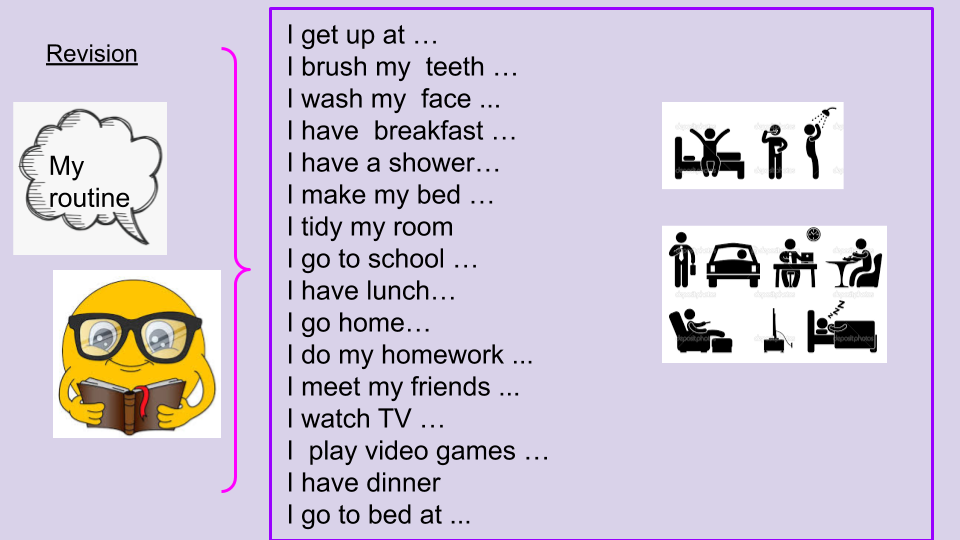 Revision
My
routine
I get up at …
I brush my  teeth …
I wash my  face ...
I have  breakfast …
I have a shower…
I make my bed …
I tidy my room
I go to school …
I have lunch…
I go home…
I do my homework ...
I meet my friends ...
I watch TV …
I  play video games …
I have dinner
I go to bed at ...